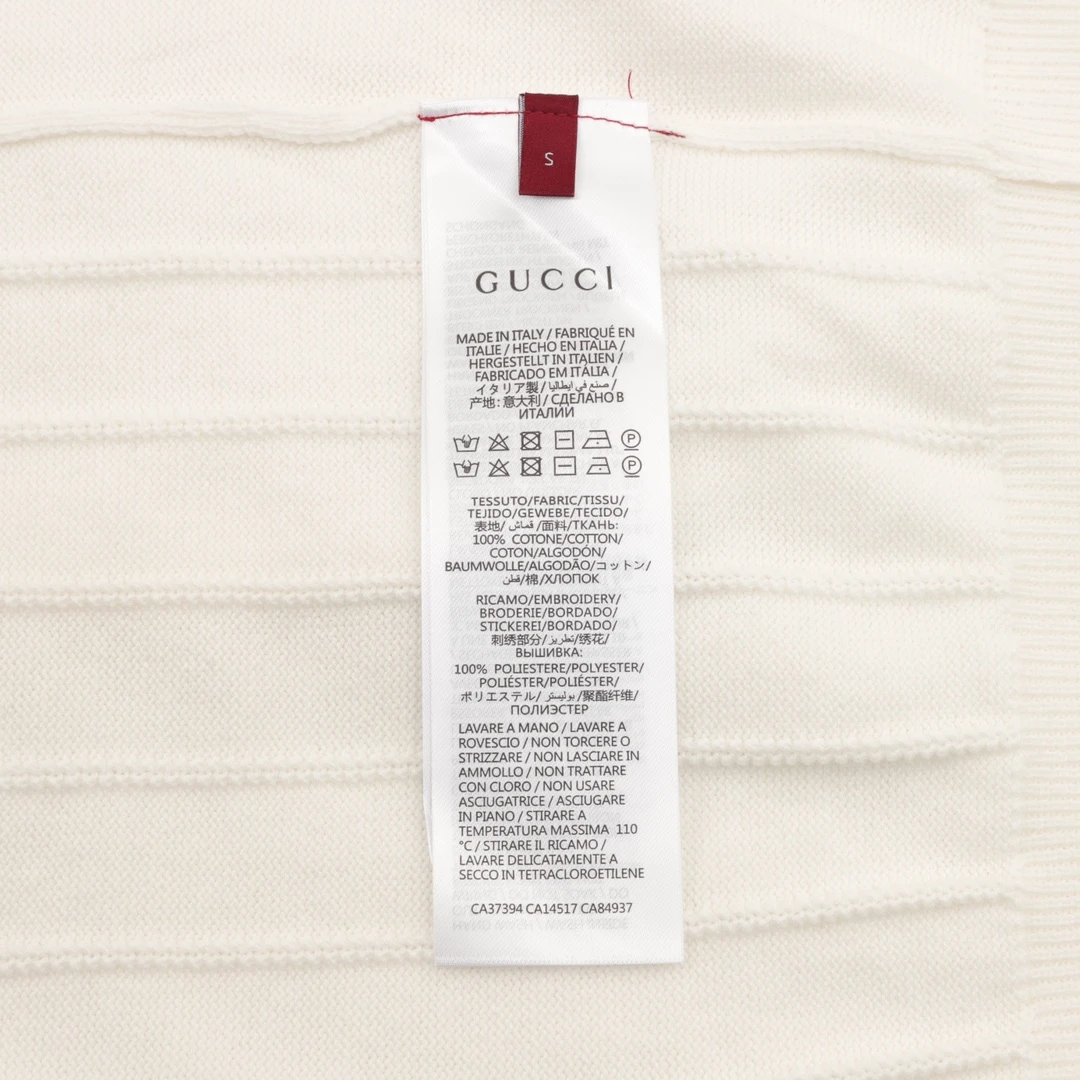 S
GUCCI
MADE IN ITALY / FABRIQUÉ EN
ITALIE / HECHO EN ITALIA /
HERGESTELLT IN ITALIEN /
FABRICADO EM ITÁLIA /
イタリア製 / صنع في ايطاليا /
产地: 意大利 / СДЕЛАНО В
ИТАЛИИ
P
P
TESSUTO/FABRIC/TISSU/
TEJIDO/GEWEBE/TECIDO/
表地/ قماش /面料/ТКАНЬ:
100% COTONE/COTTON/
COTON/ALGODÓN/
BAUMWOLLE/ALGODÃO/コットン/
قطن/棉/ХЛОПОК
RICAMO/EMBROIDERY/
BRODERIE/BORDADO/
STICKEREI/BORDADO/
刺绣部分/تطريز/绣花/
ВЫШИВКА:
100% POLIESTERE/POLYESTER/
POLIÉSTER/POLIÉSTER/
ポリエステル/ بوليستر /聚酯纤维/
ПОЛИЭСТЕР
LAVARE A MANO / LAVARE A
ROVESCIO / NON TORCERE O
STRIZZARE / NON LASCIARE IN
AMMOLLO / NON TRATTARE
CON CLORO / NON USARE
ASCIUGATRICE / ASCIUGARE
IN PIANO / STIRARE A
TEMPERATURA MASSIMA 110
°C / STIRARE IL RICAMO /
LAVARE DELICATAMENTE A
SECCO IN TETRACLOROETILENE
CA37394 CA14517 CA84937